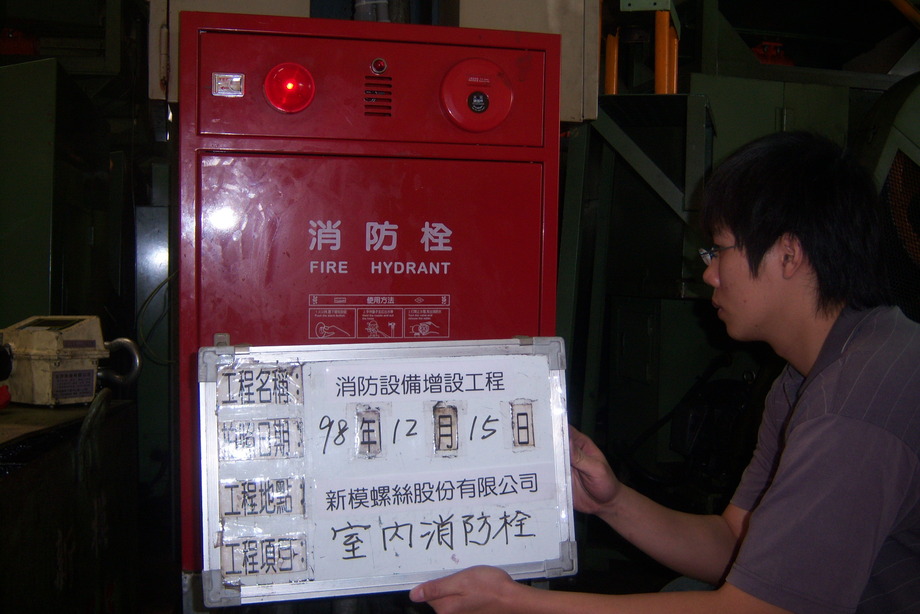 消防栓
FIRE HYDRANT
使用方法
工程名稱: 消防設備增設工程
日期: 98年12月15日
工程地點: 新模螺絲股份有限公司
工程項目: 室內消防栓